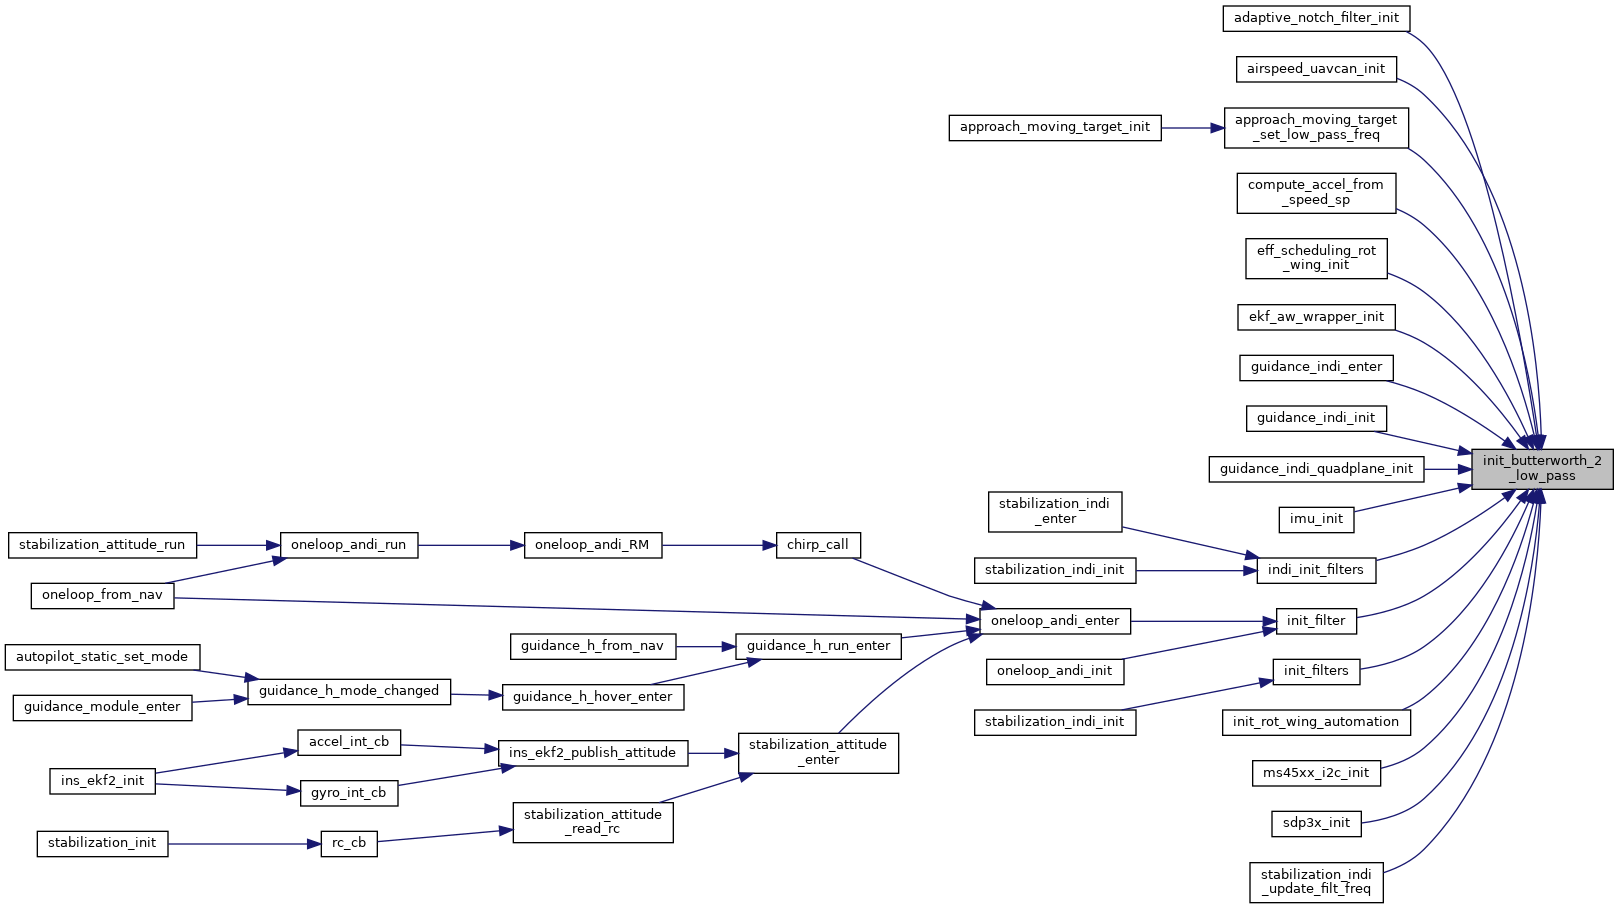 adaptive_notch_filter_init
airspeed_uavcan_init
approach_moving_target_init
approach_moving_target
_set_low_pass_freq
compute_accel_from
_speed_sp
eff_scheduling_rot
_wing_init
ekf_aw_wrapper_init
guidance_indi_enter
guidance_indi_init
init_butterworth_2
_low_pass
guidance_indi_quadplane_init
imu_init
stabilization_indi
_enter
stabilization_attitude_run
oneloop_andi_run
oneloop_andi_RM
chirp_call
stabilization_indi_init
indi_init_filters
oneloop_from_nav
oneloop_andi_enter
init_filter
autopilot_static_set_mode
guidance_h_from_nav
guidance_h_run_enter
oneloop_andi_init
init_filters
guidance_h_mode_changed
guidance_h_hover_enter
guidance_module_enter
stabilization_indi_init
init_rot_wing_automation
accel_int_cb
ins_ekf2_publish_attitude
stabilization_attitude
_enter
ins_ekf2_init
gyro_int_cb
ms45xx_i2c_init
stabilization_attitude
_read_rc
sdp3x_init
stabilization_init
rc_cb
stabilization_indi
_update_filt_freq